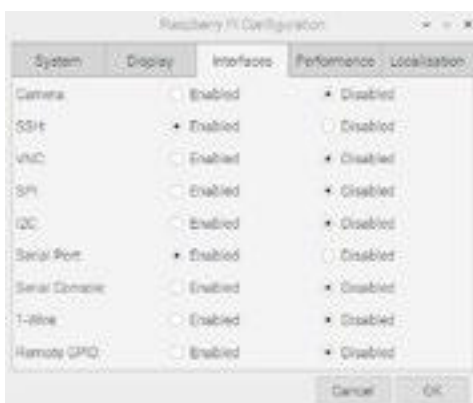 Raspberry Pi Configuration
System Display Interfaces Performance Localisation
Camera: Enabled Disabled
SSH: Enabled Disabled
VNC: Enabled Disabled
SPI: Enabled Disabled
I2C: Enabled Disabled
Serial Port: Enabled Disabled
Serial Console: Enabled Disabled
1-Wire: Enabled Disabled
Remote GPIO: Enabled Disabled
Cancel OK